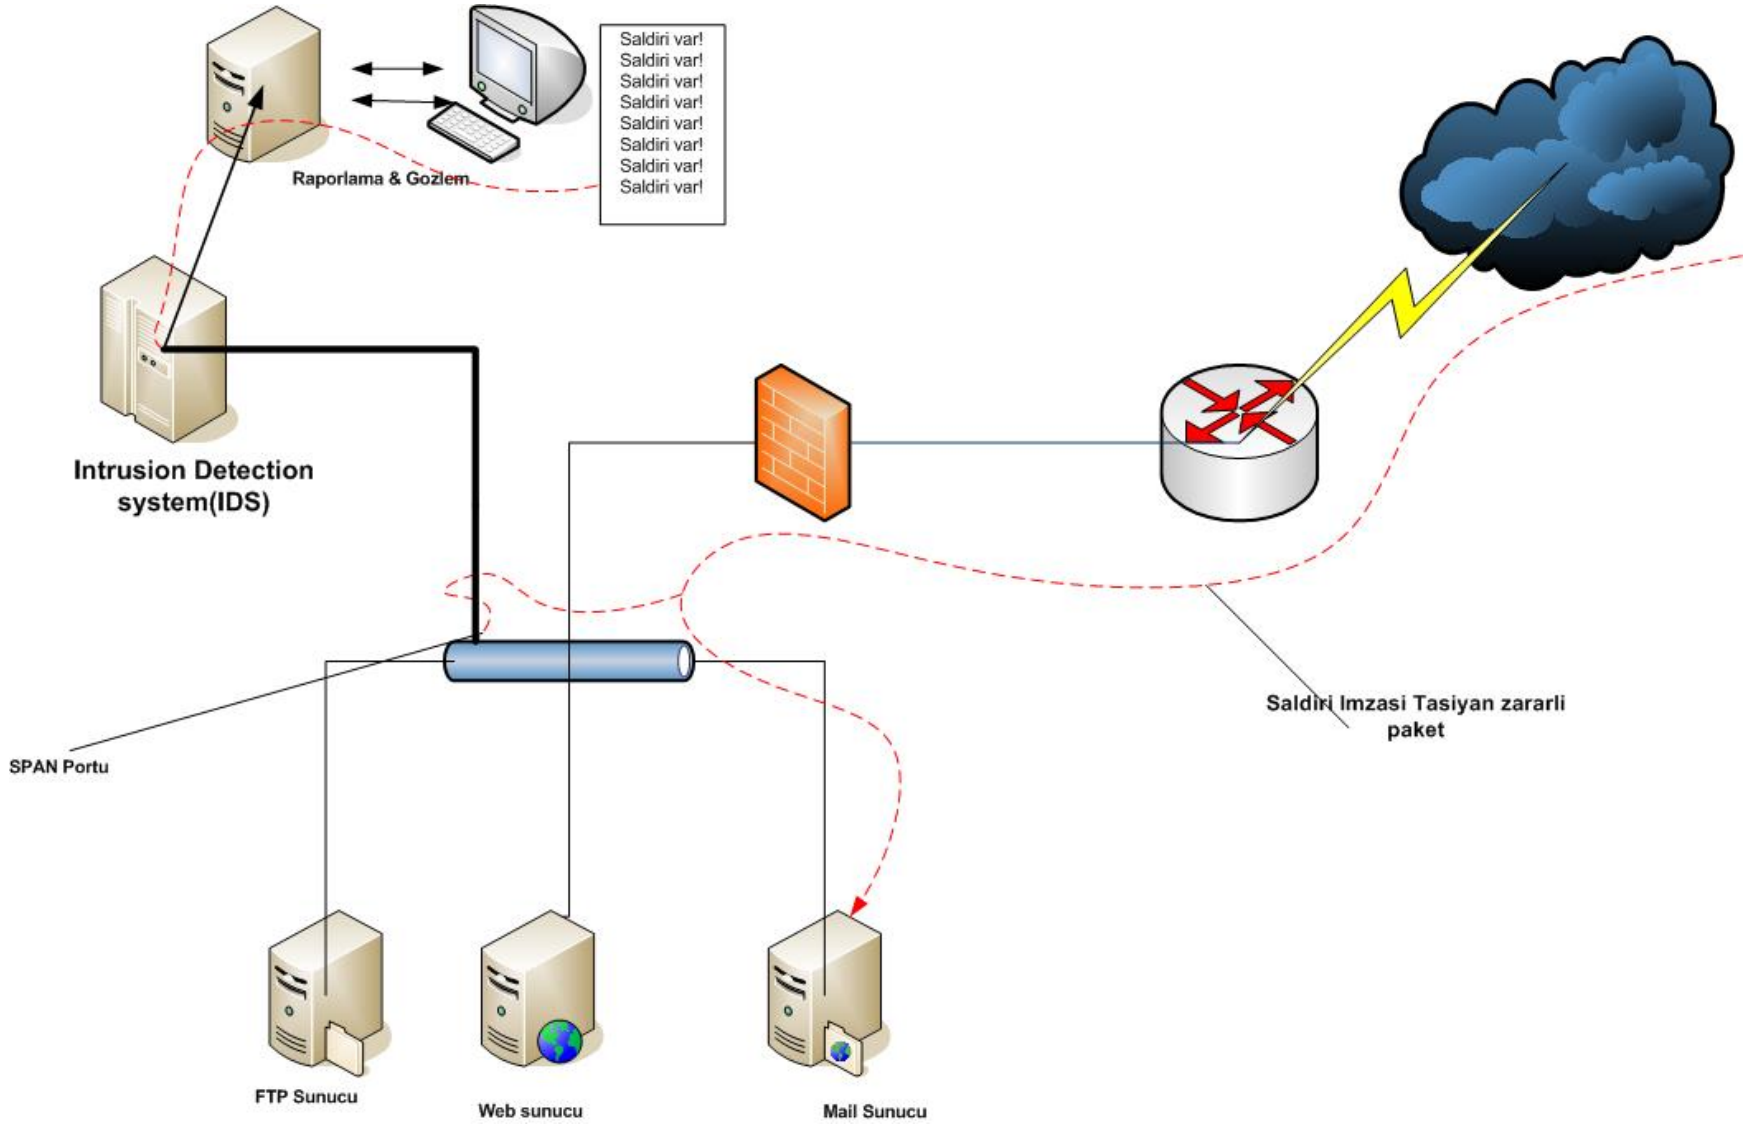 Saldiri var!
Saldiri var!
Saldiri var!
Saldiri var!
Saldiri var!
Saldiri var!
Saldiri var!
Saldiri var!
Raporlama & Gozlem
Intrusion Detection
system(IDS)
Saldiri Imzasi Tasiyan zararli
paket
SPAN Portu
FTP Sunucu
Web sunucu
Mail Sunucu